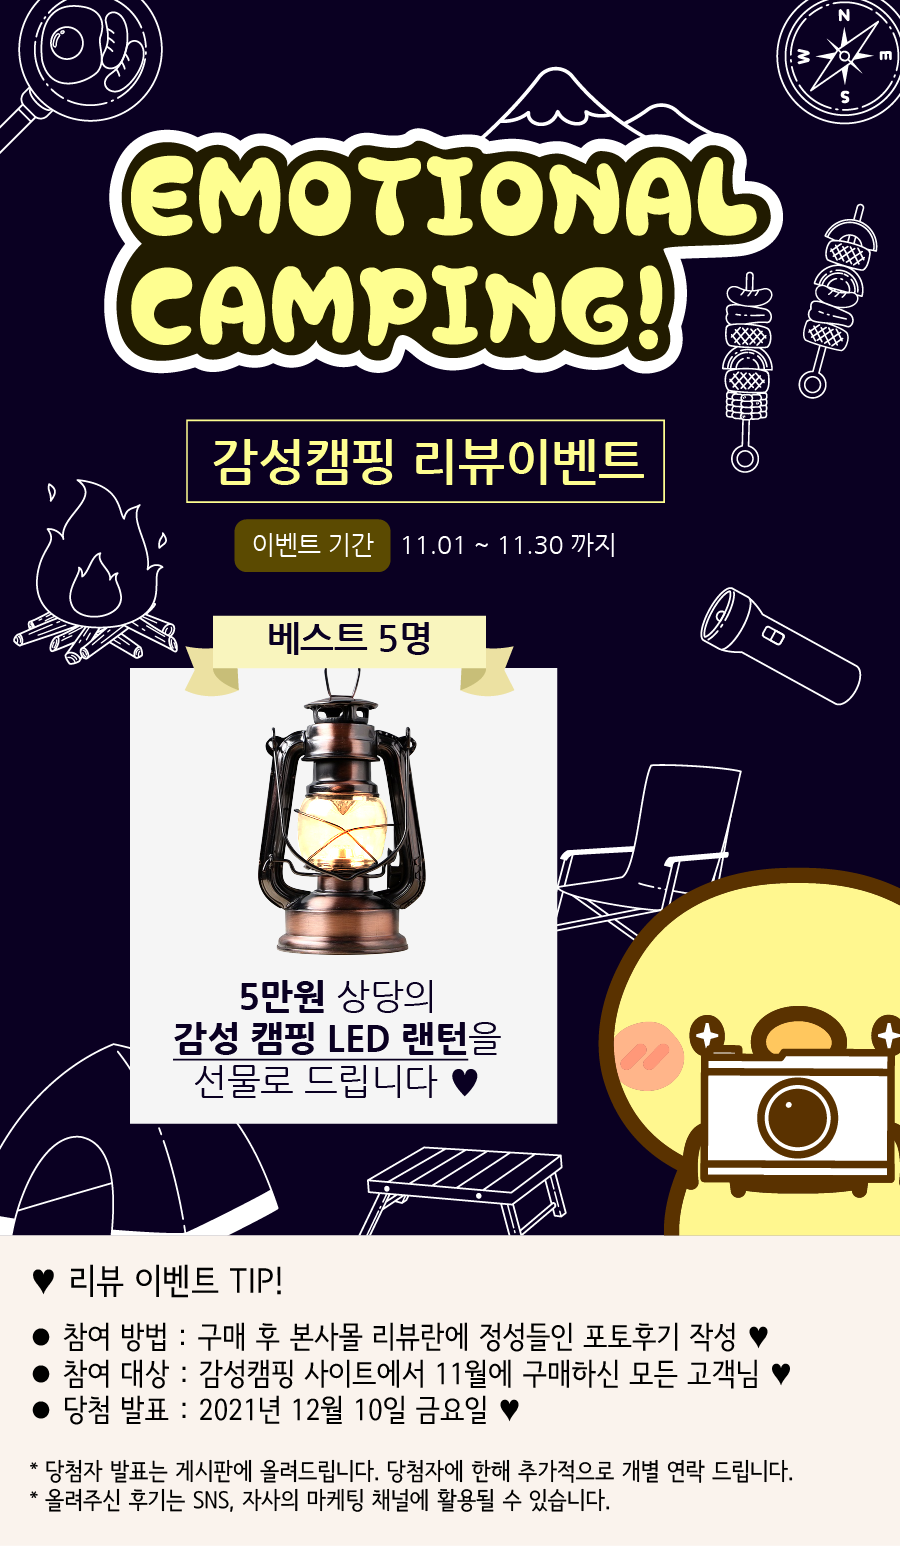 N
E
S
W
EMOTIONAL
CAMPING!
감성캠핑 리뷰이벤트
이벤트 기간 11.01 ~ 11.30 까지
베스트 5명
5만원 상당의
감성 캠핑 LED 랜턴을
선물로 드립니다 ♥
♥ 리뷰 이벤트 TIP!
● 참여 방법 : 구매 후 본사몰 리뷰란에 정성들인 포토후기 작성 ♥
● 참여 대상 : 감성캠핑 사이트에서 11월에 구매하신 모든 고객님 ♥
● 당첨 발표 : 2021년 12월 10일 금요일 ♥
* 당첨자 발표는 게시판에 올려드립니다. 당첨자에 한해 추가적으로 개별 연락 드립니다.
* 올려주신 후기는 SNS, 자사의 마케팅 채널에 활용될 수 있습니다.